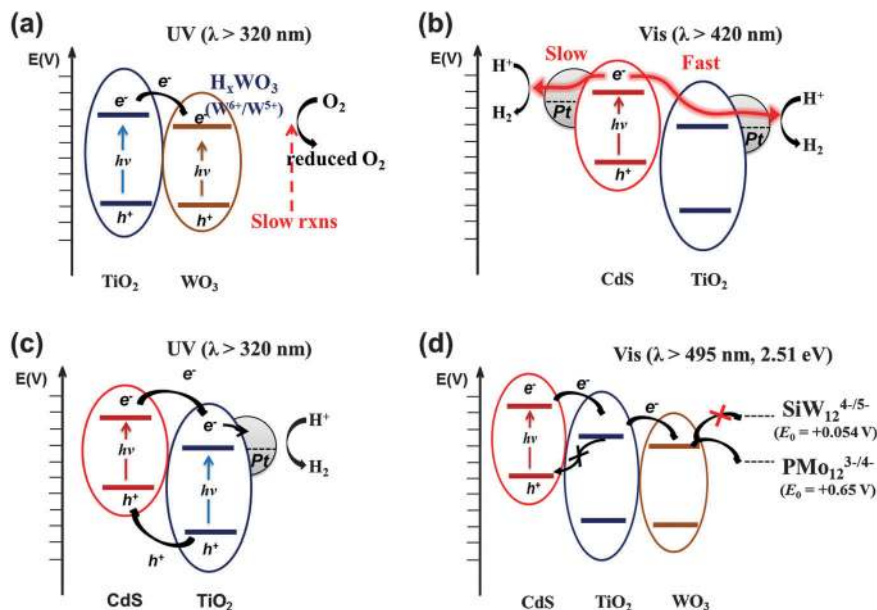 (a)
UV (λ > 320 nm)
E(V)
e⁻
HₓWO₃
(W⁶⁺/W⁵⁺)
e⁻
e⁻
O₂
hν
hν
reduced O₂
h⁺
h⁺
Slow rxns
TiO₂
WO₃
(b)
Vis (λ > 420 nm)
E(V)
Slow
Fast
H⁺
e⁻
H⁺
H₂
Pt
hν
Pt
H₂
h⁺
CdS
TiO₂
(c)
UV (λ > 320 nm)
E(V)
e⁻
e⁻
e⁻
H⁺
hν
Pt
H₂
hν
h⁺
h⁺
h⁺
CdS
TiO₂
(d)
Vis (λ > 495 nm, 2.51 eV)
E(V)
e⁻
e⁻
e⁻
SiW₁₂⁴⁻/⁵⁻
(E₀ = +0.054 V)
hν
PMo₁₂³⁻/⁴⁻
(E₀ = +0.65 V)
h⁺
CdS
TiO₂
WO₃